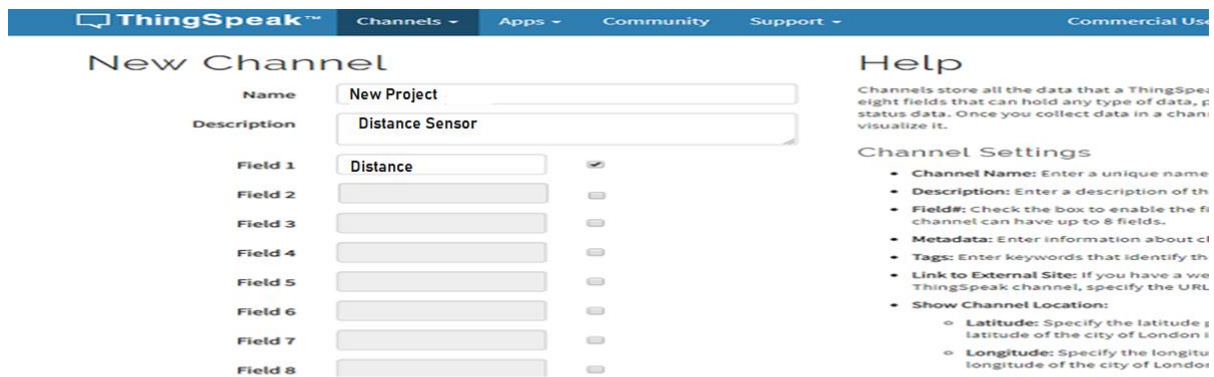 ThingSpeak™ Channels Apps Community Support Commercial Use
New Channel
Name New Project
Description Distance Sensor
Field 1 Distance
Field 2
Field 3
Field 4
Field 5
Field 6
Field 7
Field 8
Help
Channels store all the data that a ThingSpea
eight fields that can hold any type of data, p
status data. Once you collect data in a chan
visualize it.
Channel Settings
• Channel Name: Enter a unique name
• Description: Enter a description of th
• Field#: Check the box to enable the fi
channel can have up to 8 fields.
• Metadata: Enter information about c
• Tags: Enter keywords that identify th
• Link to External Site: If you have a we
ThingSpeak channel, specify the URL
• Show Channel Location:
○ Latitude: Specify the latitude p
latitude of the city of London i
○ Longitude: Specify the longitu
longitude of the city of London